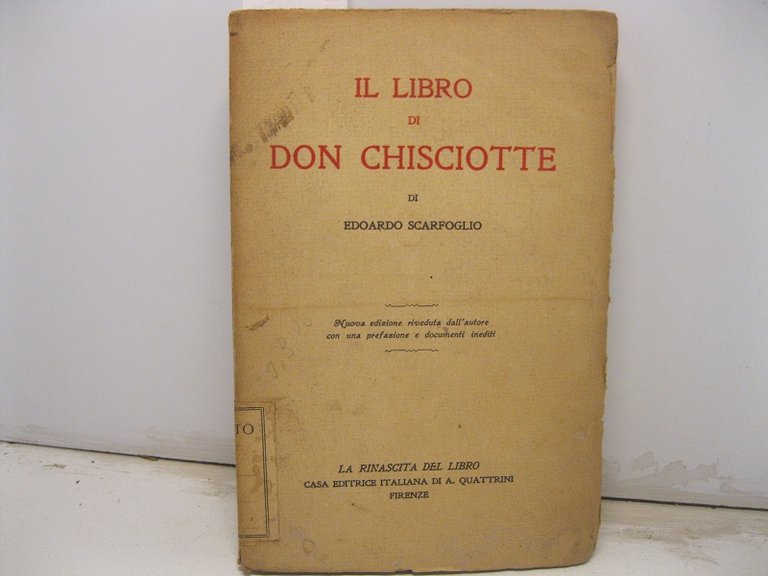 IL LIBRO
DI
DON CHISCIOTTE
DI
EDOARDO SCARFOGLIO
Nuova edizione riveduta dall'autore
con una prefazione e documenti inediti
LA RINASCITA DEL LIBRO
CASA EDITRICE ITALIANA DI A. QUATTRINI
FIRENZE
IO